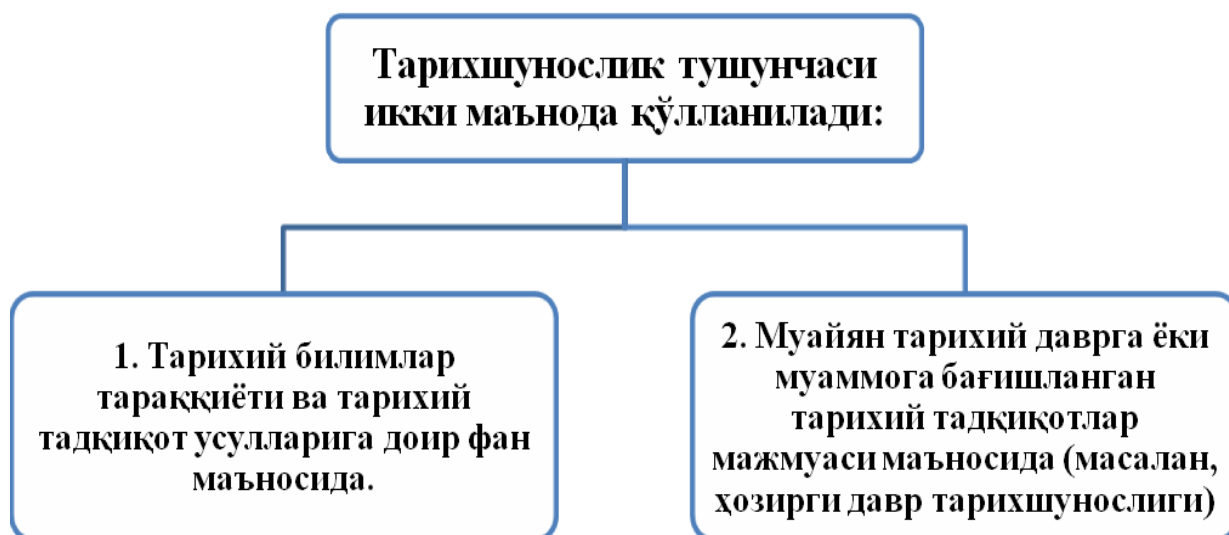 Тарихшунослик тушунчаси
икки маънода қўлланилади:
1. Тарихий билимлар
тараққиёти ва тарихий
тадқиқот усулларига доир фан
маъносида.
2. Муайян тарихий даврга ёки
муаммога бағишланган
тарихий тадқиқотлар
мажмуаси маъносида (масалан,
ҳозирги давр тарихшунослиги)